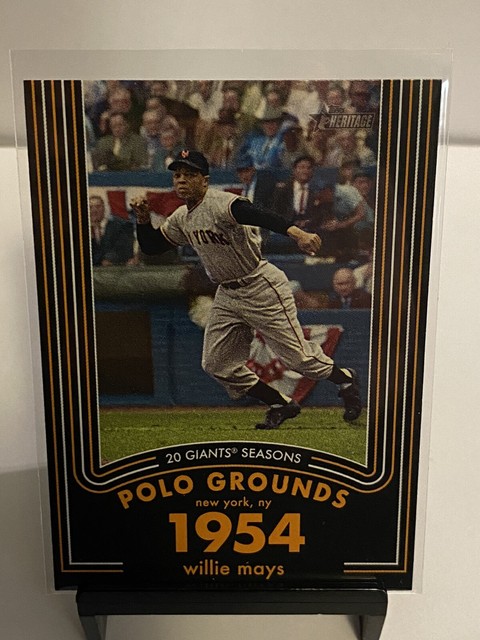 HERITAGE
YORK
20 GIANTS® SEASONS
POLO GROUNDS
new york, ny
1954
willie mays